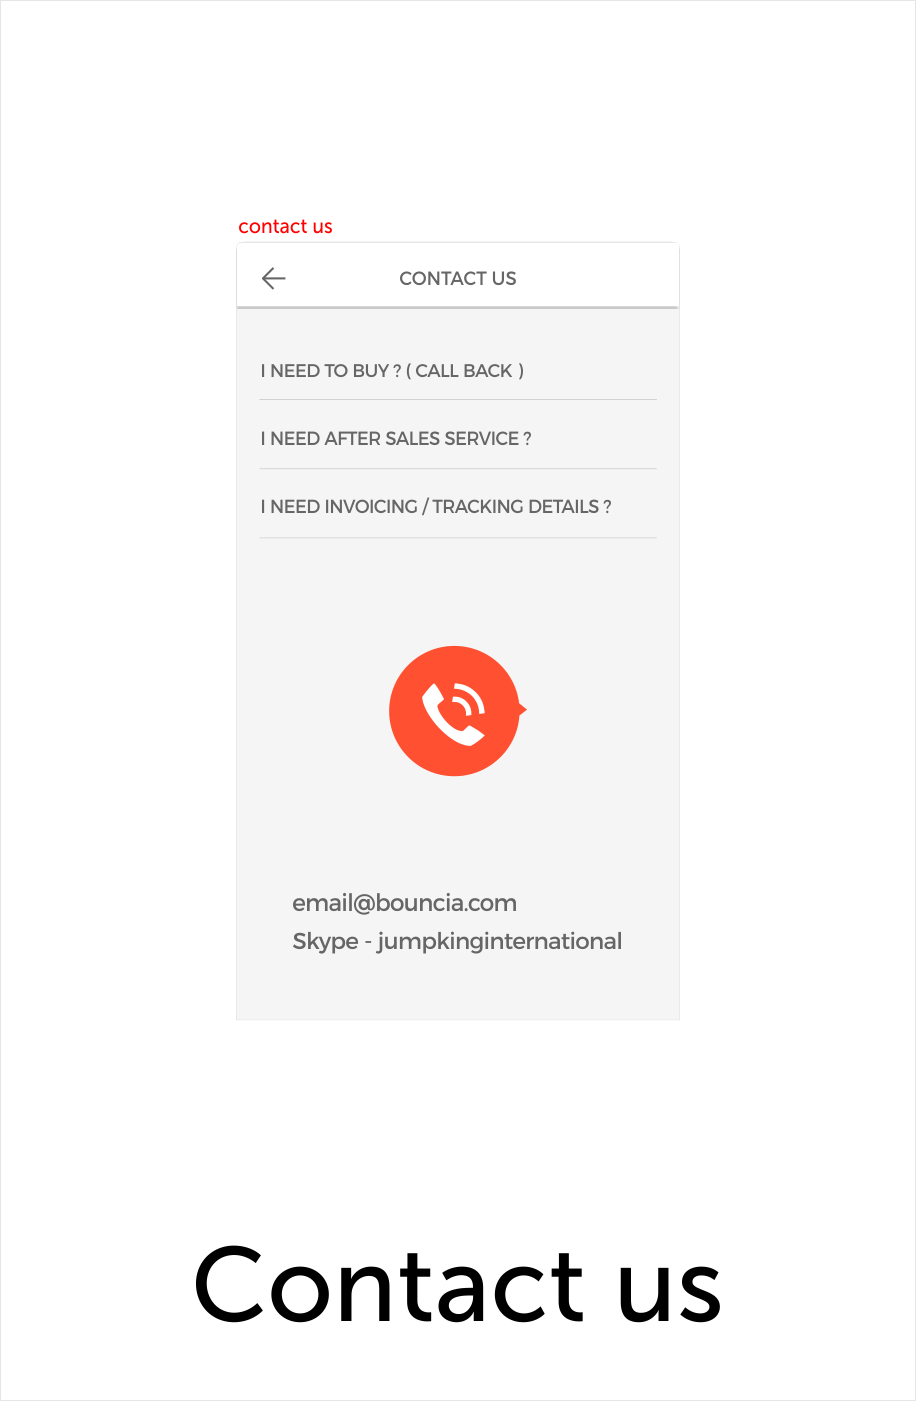 contact us
CONTACT US
I NEED TO BUY ? ( CALL BACK )
I NEED AFTER SALES SERVICE ?
I NEED INVOICING / TRACKING DETAILS ?
email@bouncia.com
Skype - jumpkinginternational
Contact us